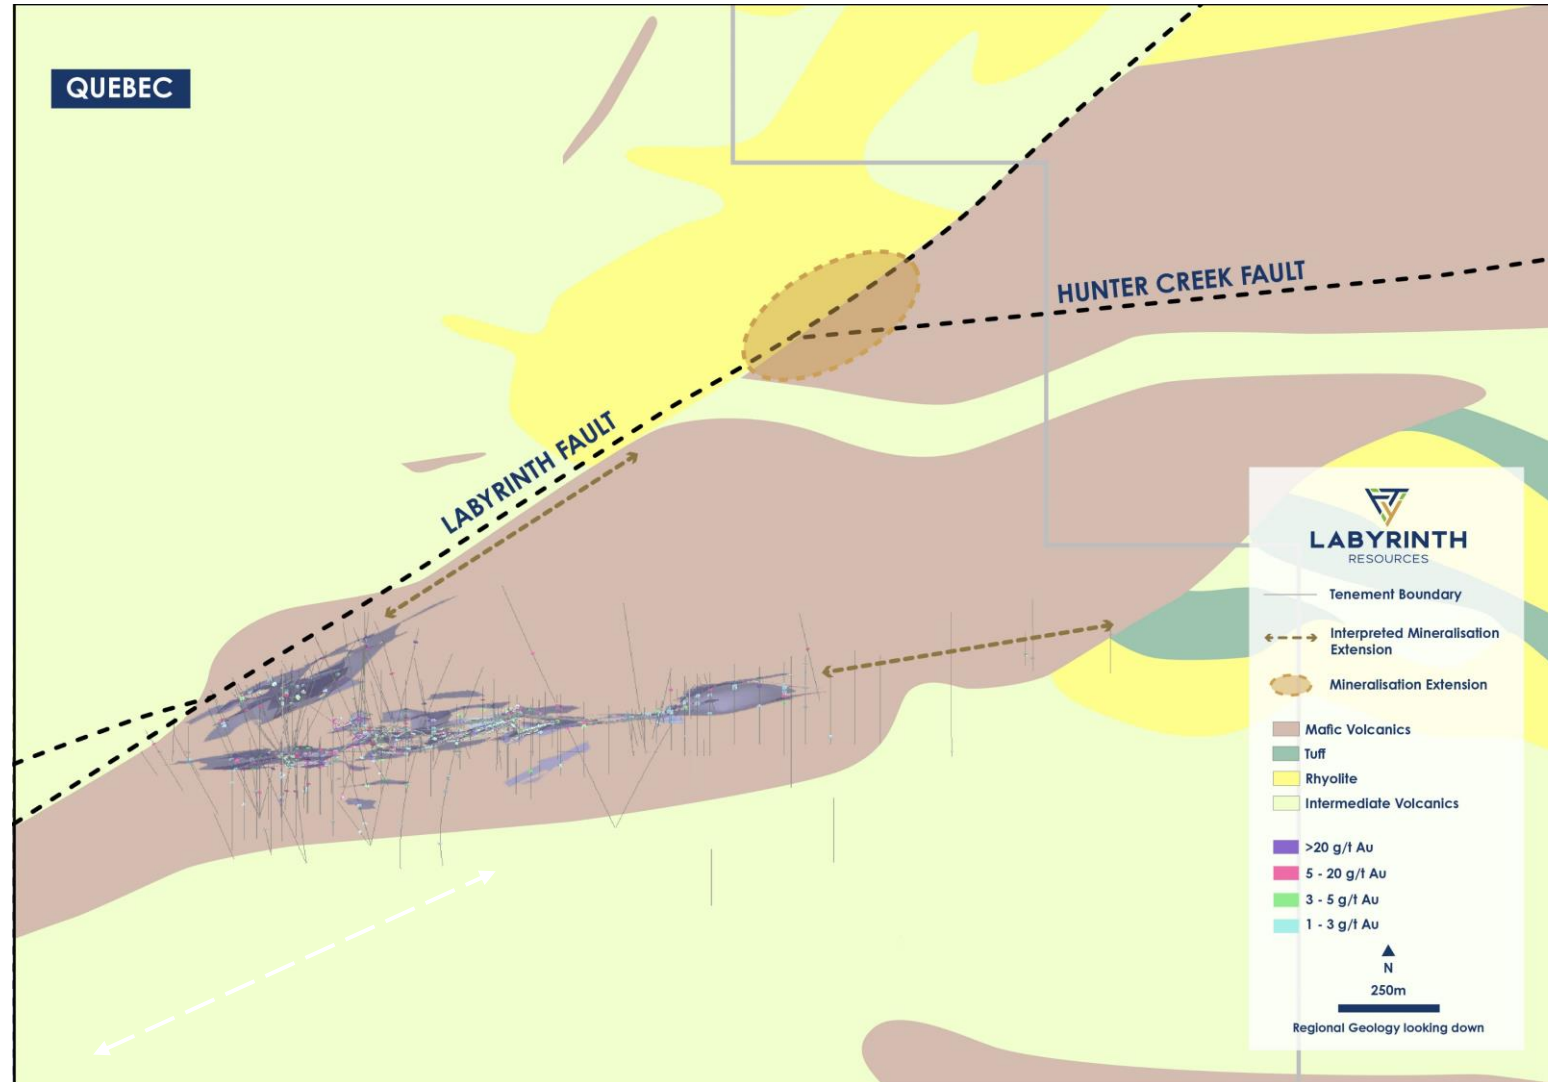 QUEBEC
HUNTER CREEK FAULT
LABYRINTH FAULT
LABYRINTH
RESOURCES
Tenement Boundary
Interpreted Mineralisation
Extension
Mineralisation Extension
Mafic Volcanics
Tuff
Rhyolite
Intermediate Volcanics
>20 g/t Au
5 - 20 g/t Au
3 - 5 g/t Au
1 - 3 g/t Au
N
250m
Regional Geology looking down